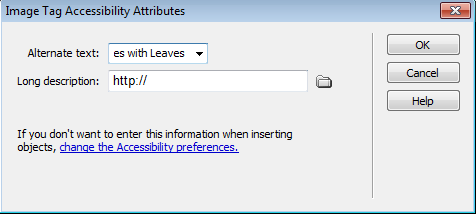 Image Tag Accessibility Attributes
Alternate text: es with Leaves
OK
Long description: http://
Cancel
Help
If you don't want to enter this information when inserting
objects, change the Accessibility preferences.